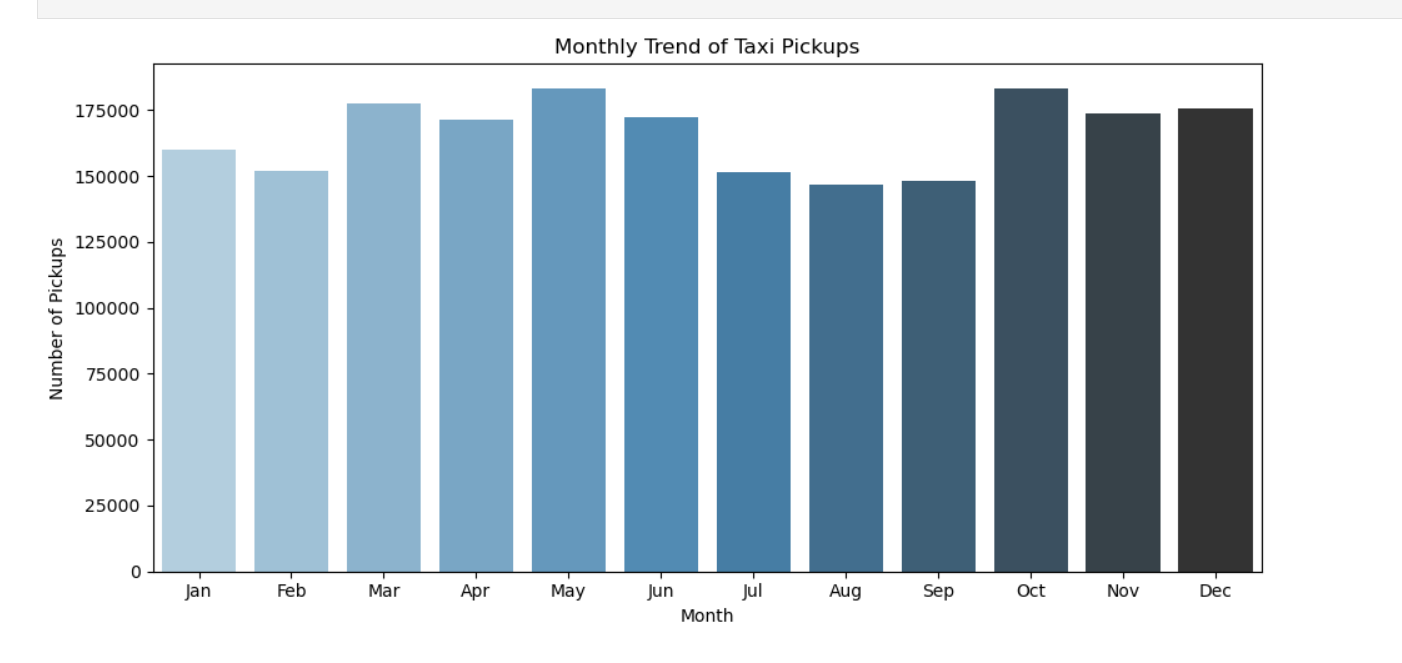 Monthly Trend of Taxi Pickups
Number of Pickups
175000
150000
125000
100000
75000
50000
25000
0
Jan Feb Mar Apr May Jun Jul Aug Sep Oct Nov Dec
Month